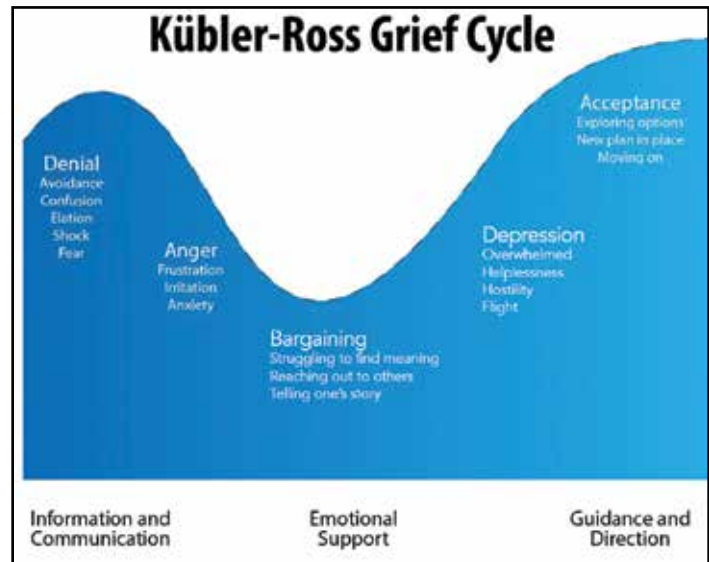 Kübler-Ross Grief Cycle
Denial
Avoidance
Confusion
Elation
Shock
Fear
Anger
Frustration
Irritation
Anxiety
Bargaining
Struggling to find meaning
Reaching out to others
Telling one's story
Depression
Overwhelmed
Helplessness
Hostility
Flight
Acceptance
Exploring options
New plan in place
Moving on
Information and
Communication
Emotional
Support
Guidance and
Direction